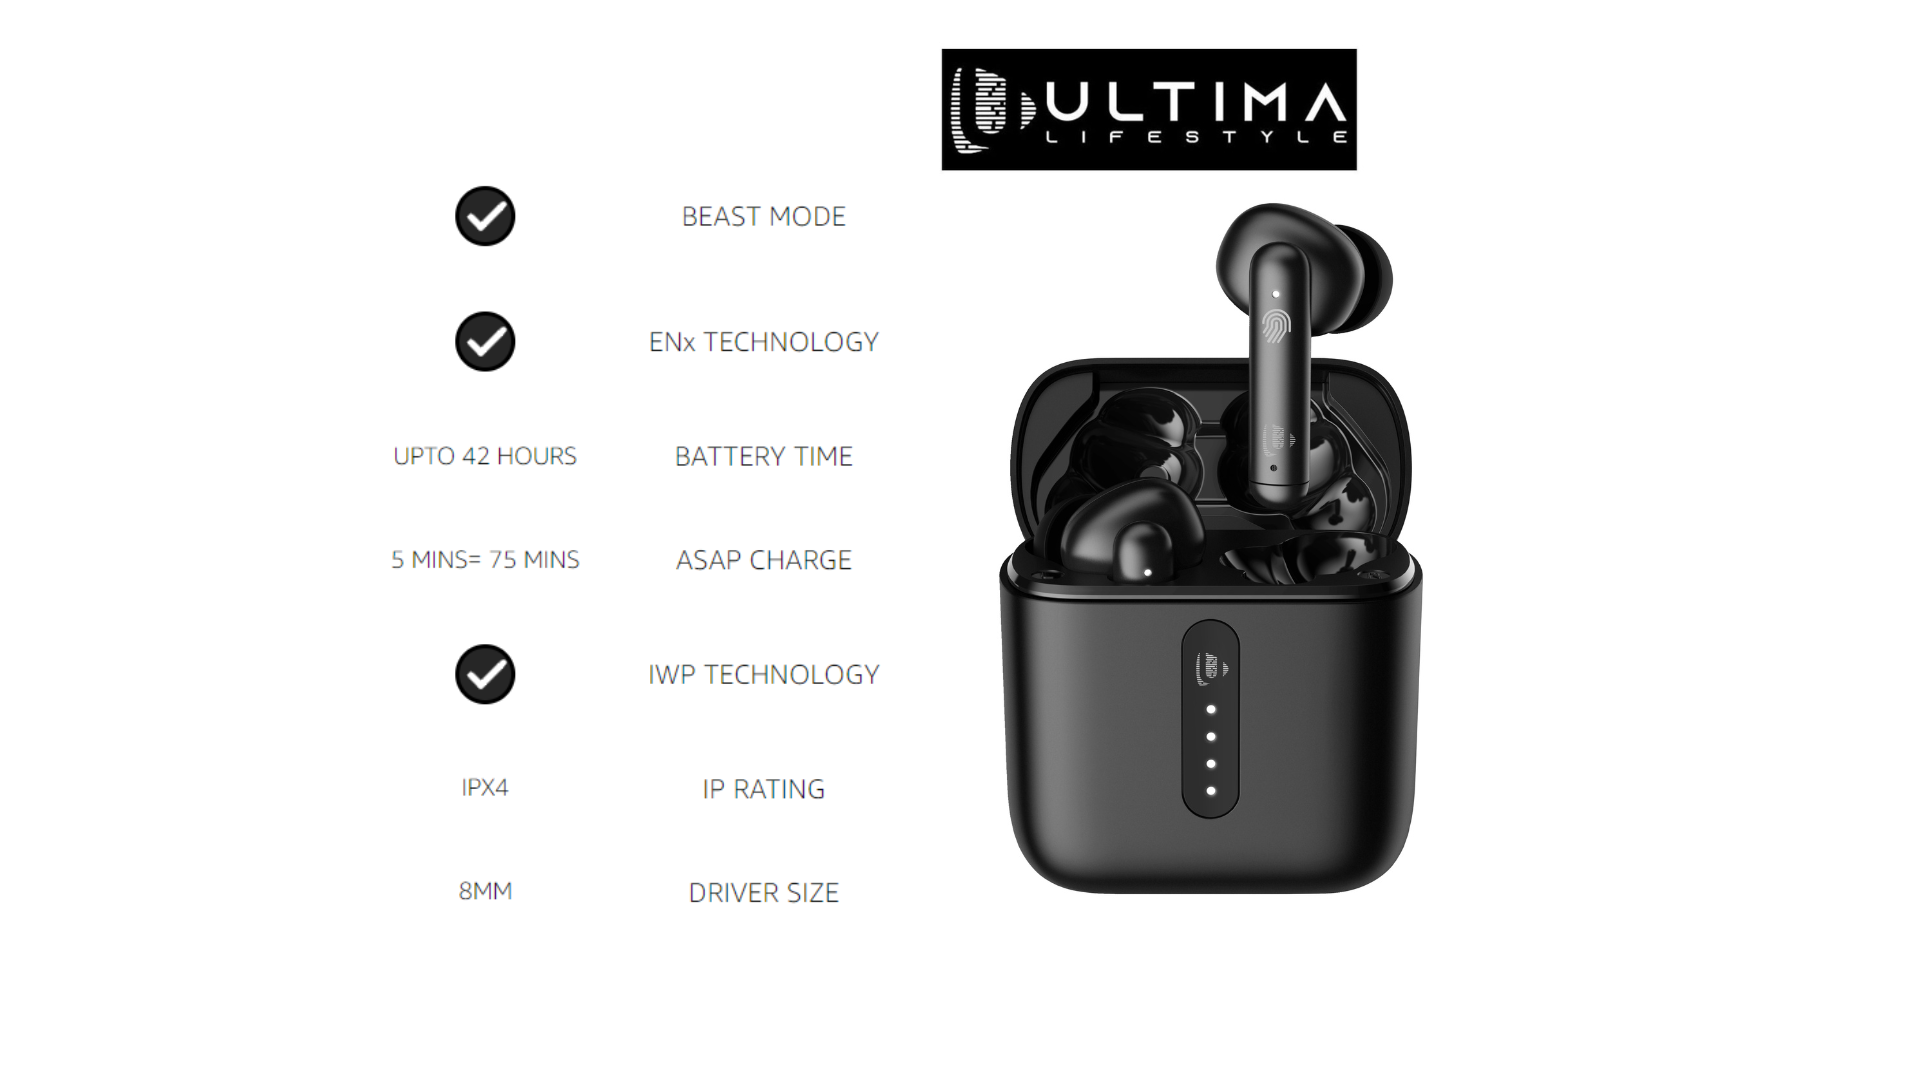 ULTIMA
LIFESTYLE
BEAST MODE
ENx TECHNOLOGY
UPTO 42 HOURS BATTERY TIME
5 MINS= 75 MINS ASAP CHARGE
IWP TECHNOLOGY
IPX4 IP RATING
8MM DRIVER SIZE